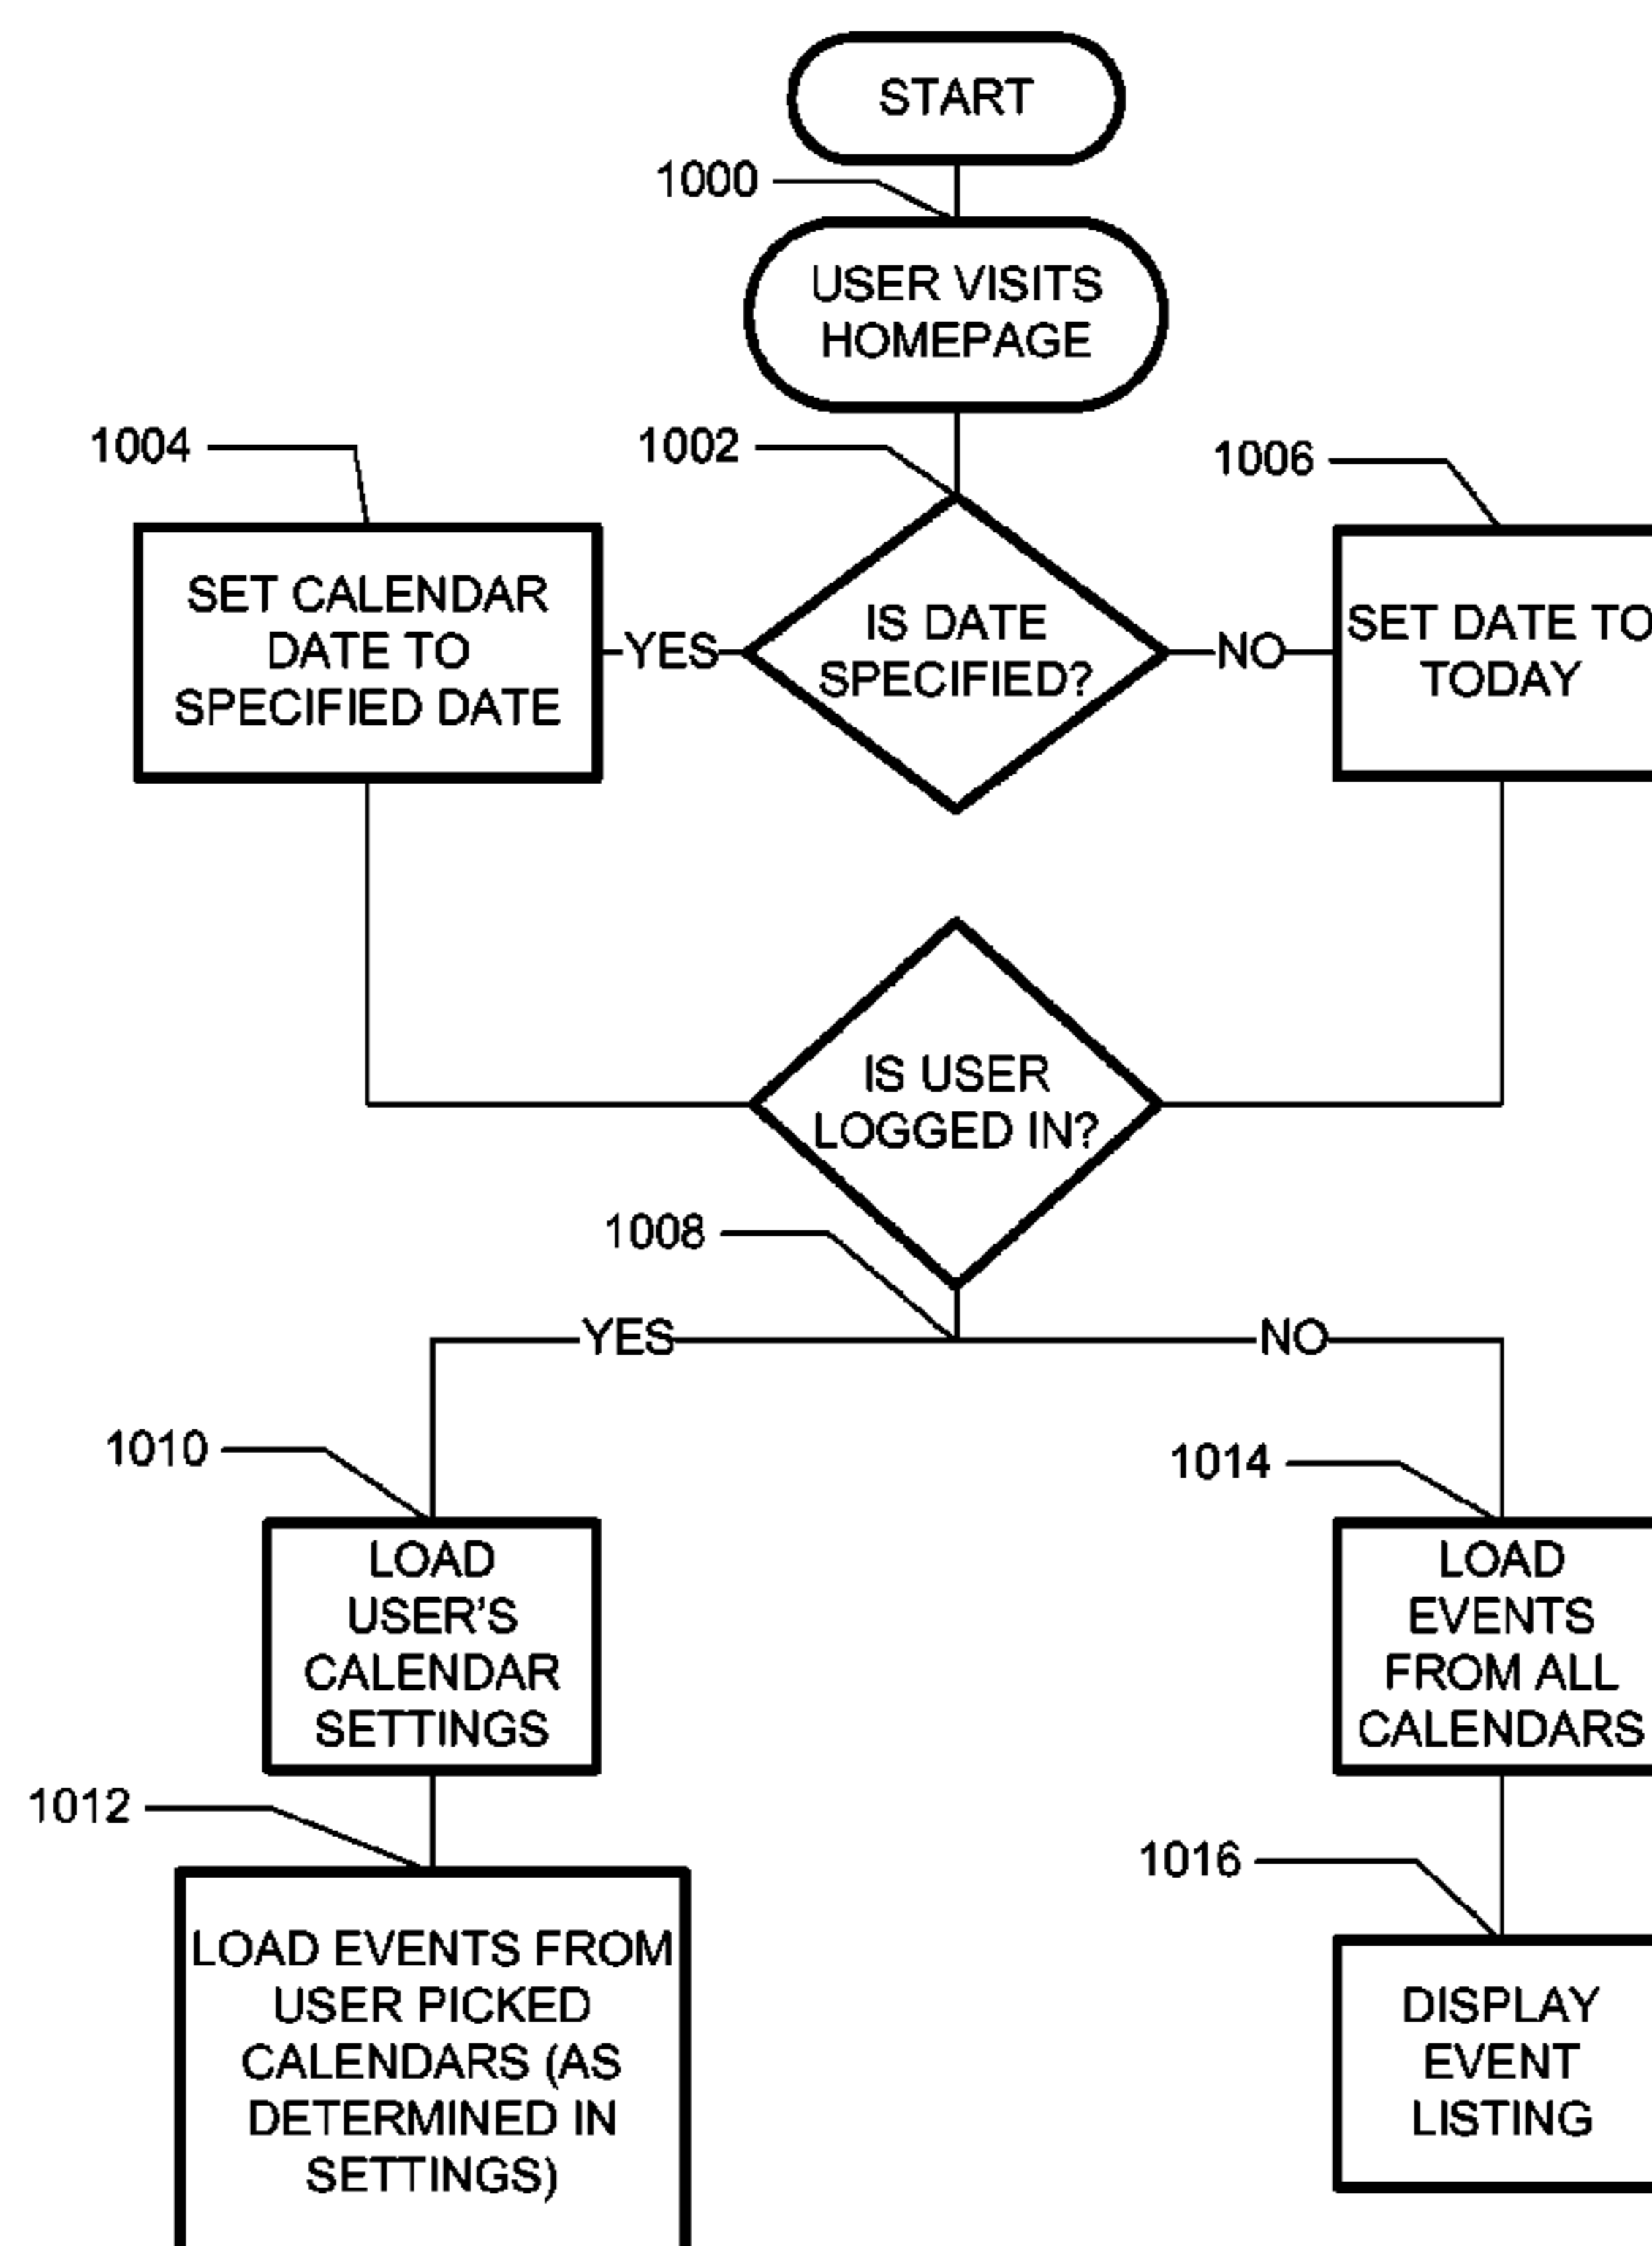 START
1000
USER VISITS
HOMEPAGE
1004
1002
1006
SET CALENDAR
DATE TO
SPECIFIED DATE
YES
IS DATE
SPECIFIED?
NO
SET DATE TO
TODAY
IS USER
LOGGED IN?
1008
YES
NO
1010
1014
LOAD
USER'S
CALENDAR
SETTINGS
LOAD
EVENTS
FROM ALL
CALENDARS
1012
1016
LOAD EVENTS FROM
USER PICKED
CALENDARS (AS
DETERMINED IN
SETTINGS)
DISPLAY
EVENT
LISTING